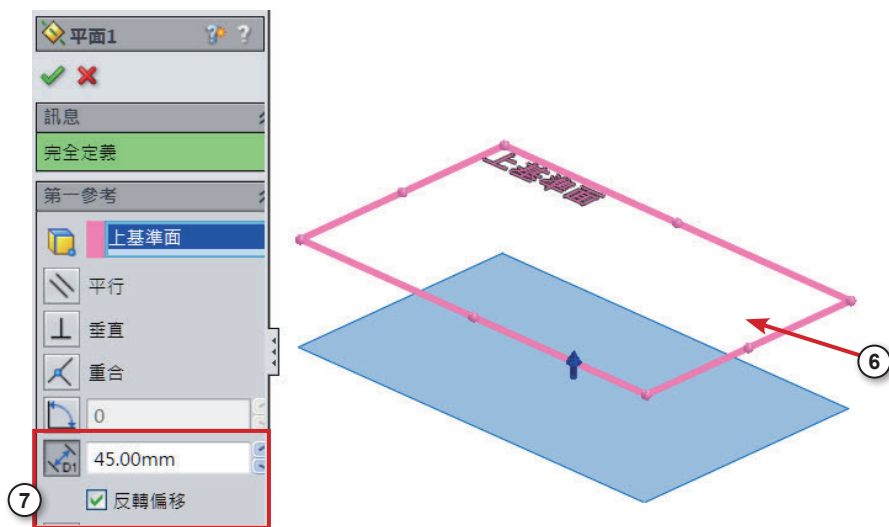 平面1
?
訊息
完全定義
第一參考
上基準面
平行
垂直
重合
0
D1
45.00mm
反轉偏移
7
上基準面
6